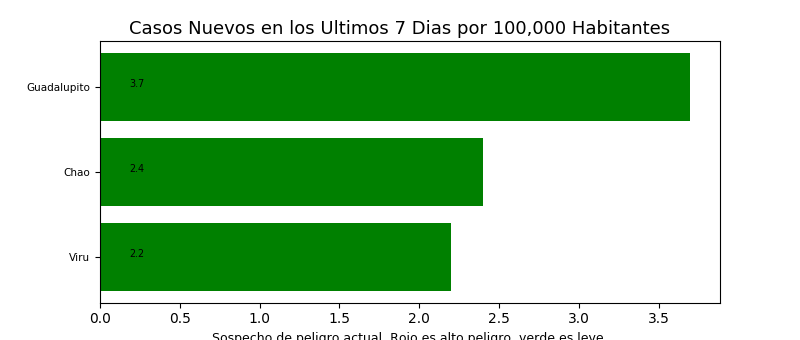 Casos Nuevos en los Ultimos 7 Dias por 100,000 Habitantes
Guadalupito 3.7
Chao 2.4
Viru 2.2
0.0 0.5 1.0 1.5 2.0 2.5 3.0 3.5
Sospecho de peligro actual. Rojo es alto peligro, verde es leve